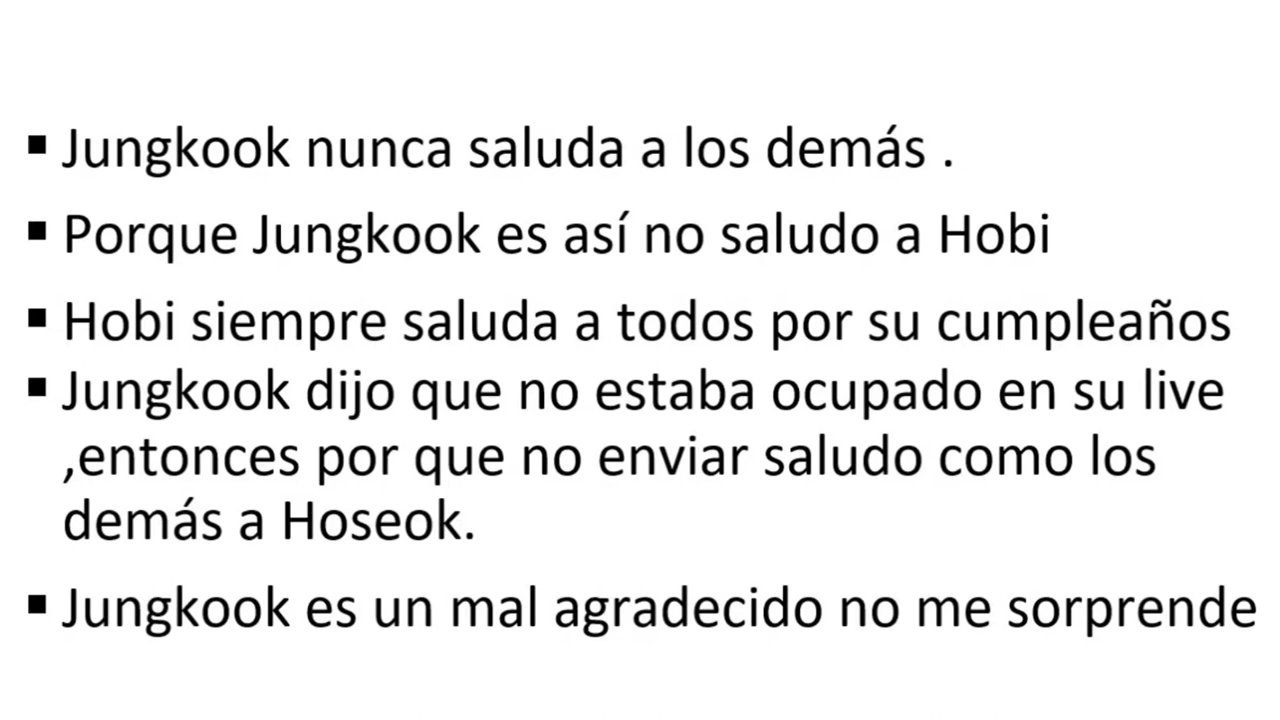 ▪ Jungkook nunca saluda a los demás .
▪ Porque Jungkook es así no saludo a Hobi
▪ Hobi siempre saluda a todos por su cumpleaños
▪ Jungkook dijo que no estaba ocupado en su live
,entonces por que no enviar saludo como los
demás a Hoseok.
▪ Jungkook es un mal agradecido no me sorprende